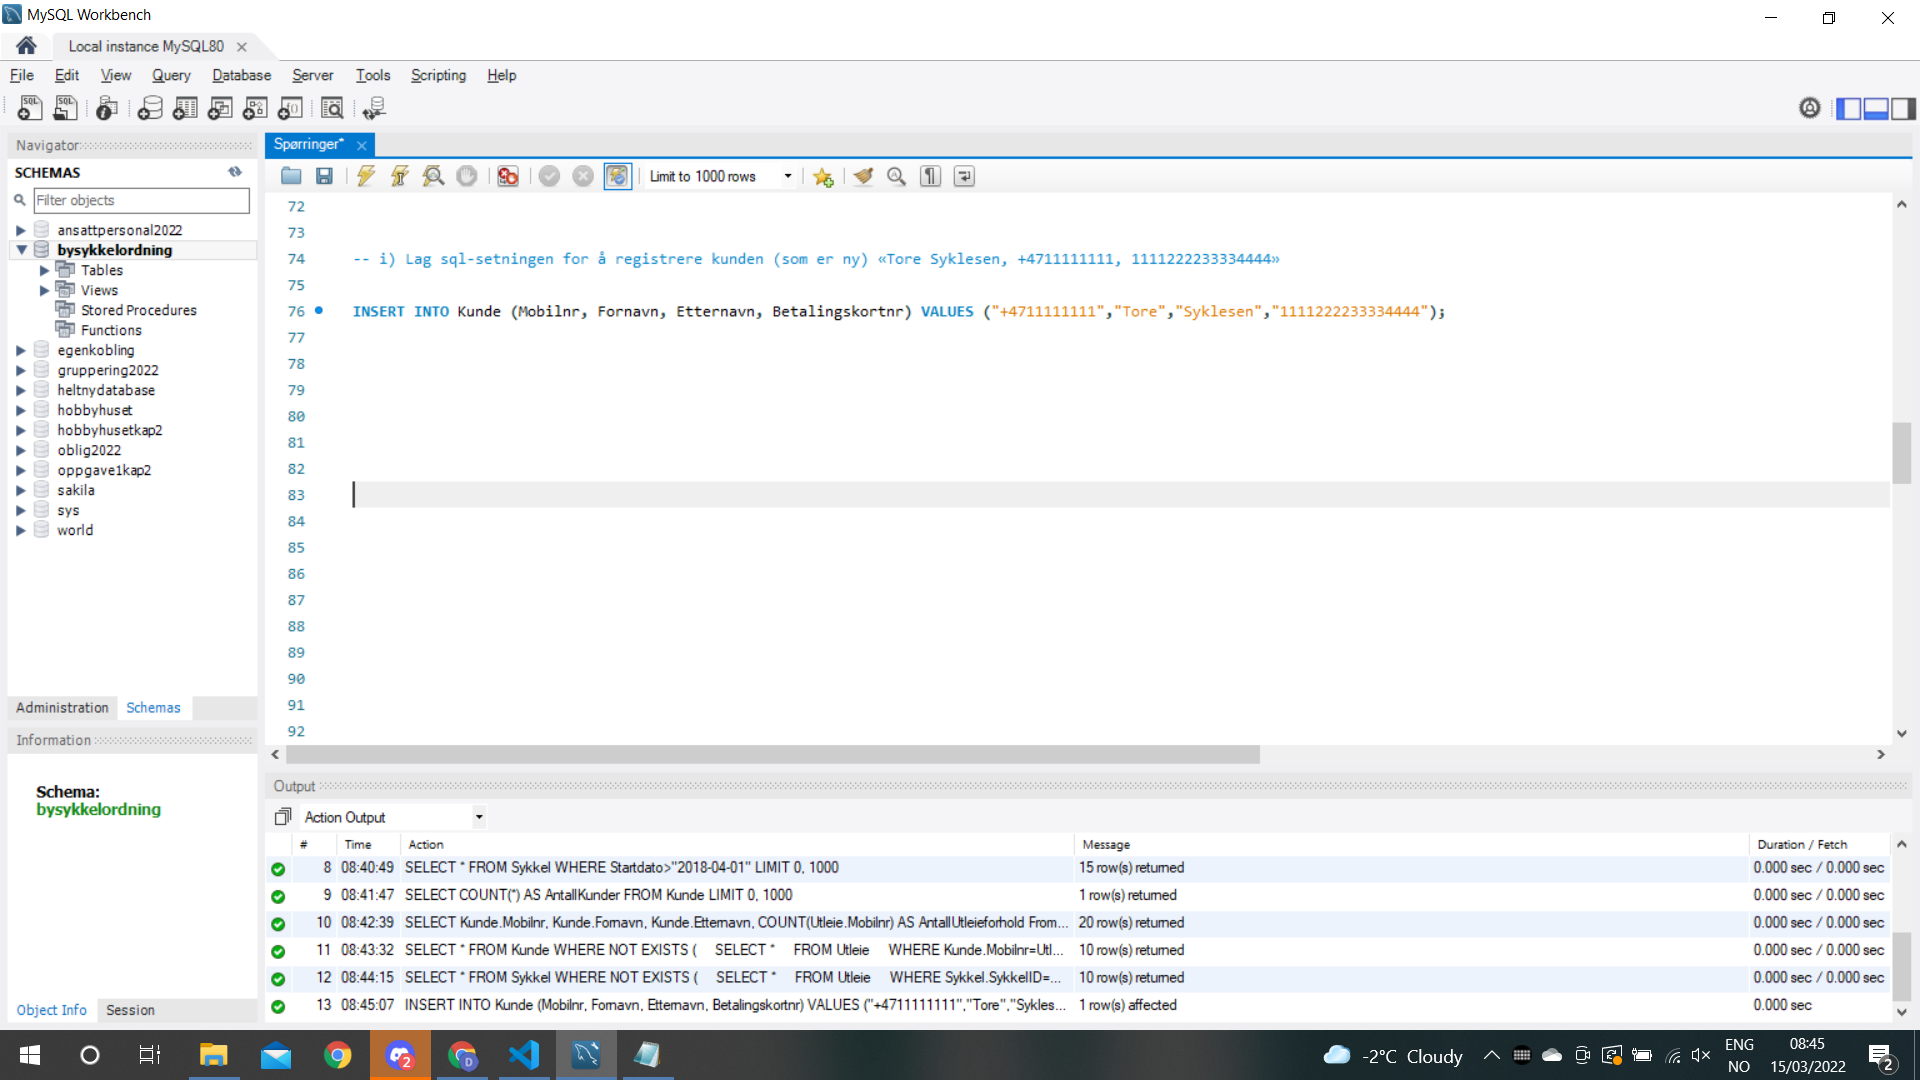 MySQL Workbench
Local instance MySQL80
File Edit View Query Database Server Tools Scripting Help
Navigator
SCHEMAS
Filter objects
ansattpersonal2022
bysykkelordning
Tables
Views
Stored Procedures
Functions
egenkobling
gruppering2022
heltnydatabase
hobbyhuset
hobbyhusetkap2
oblig2022
oppgave1kap2
sakila
sys
world
Administration Schemas
Information
Schema:
bysykkelordning
Object Info Session
Spørringer*
Limit to 1000 rows
72
73
74 -- i) Lag sql-setningen for å registrere kunden (som er ny) «Tore Syklesen, +4711111111, 1111222233334444»
75
76 INSERT INTO Kunde (Mobilnr, Fornavn, Etternavn, Betalingskortnr) VALUES ("+4711111111","Tore","Syklesen","1111222233334444");
77
78
79
80
81
82
83
84
85
86
87
88
89
90
91
92
Output
Action Output
# Time Action Message Duration / Fetch
8 08:40:49 SELECT * FROM Sykkel WHERE Startdato>"2018-04-01" LIMIT 0, 1000 15 row(s) returned 0.000 sec / 0.000 sec
9 08:41:47 SELECT COUNT(*) AS AntallKunder FROM Kunde LIMIT 0, 1000 1 row(s) returned 0.000 sec / 0.000 sec
10 08:42:39 SELECT Kunde.Mobilnr, Kunde.Fornavn, Kunde.Etternavn, COUNT(Utleie.Mobilnr) AS AntallUtleieforhold From... 20 row(s) returned 0.000 sec / 0.000 sec
11 08:43:32 SELECT * FROM Kunde WHERE NOT EXISTS ( SELECT * FROM Utleie WHERE Kunde.Mobilnr=Utl... 10 row(s) returned 0.000 sec / 0.000 sec
12 08:44:15 SELECT * FROM Sykkel WHERE NOT EXISTS ( SELECT * FROM Utleie WHERE Sykkel.SykkelID=... 10 row(s) returned 0.000 sec / 0.000 sec
13 08:45:07 INSERT INTO Kunde (Mobilnr, Fornavn, Etternavn, Betalingskortnr) VALUES ("+4711111111","Tore","Sykles... 1 row(s) affected 0.000 sec
-2°C Cloudy
ENG
NO
08:45
15/03/2022
2
2